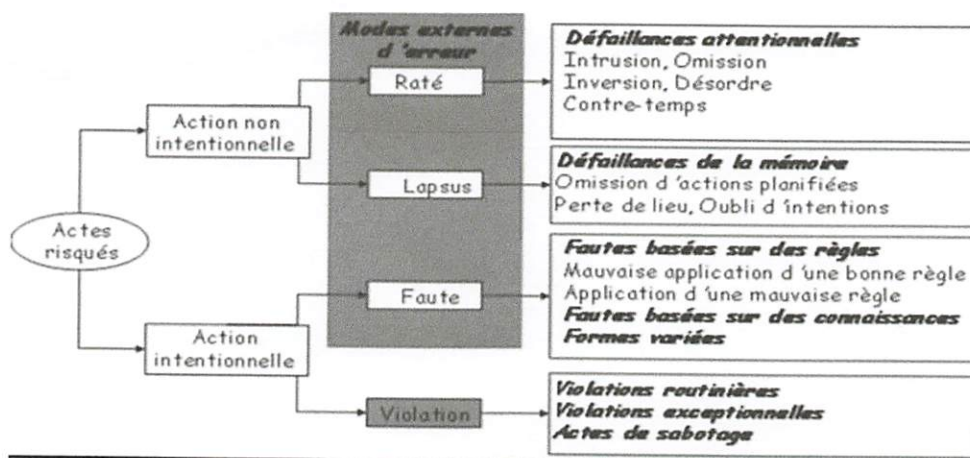 Modes externes
d'erreur
Défaillances attentionnelles
Intrusion, Omission
Inversion, Désordre
Contre-temps
Raté
Action non
intentionnelle
Lapsus
Défaillances de la mémoire
Omission d'actions planifiées
Perte de lieu, Oubli d'intentions
Actes
risqués
Fautes basées sur des règles
Mauvaise application d'une bonne règle
Application d'une mauvaise règle
Fautes basées sur des connaissances
Formes variées
Faute
Action
intentionnelle
Violation
Violations routinières
Violations exceptionnelles
Actes de sabotage